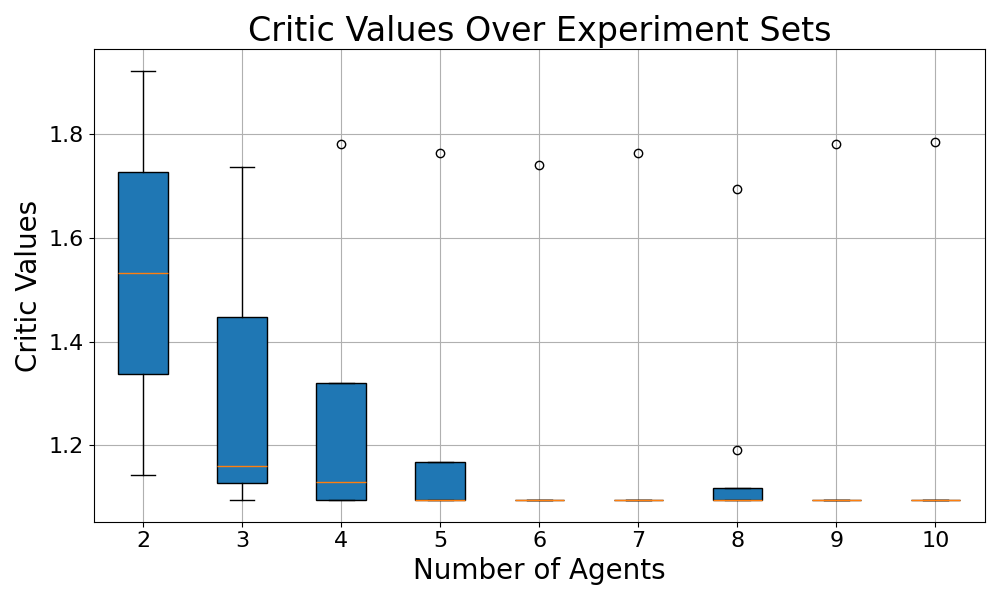 Critic Values Over Experiment Sets
Critic Values
1.8
1.6
1.4
1.2
2 3 4 5 6 7 8 9 10
Number of Agents